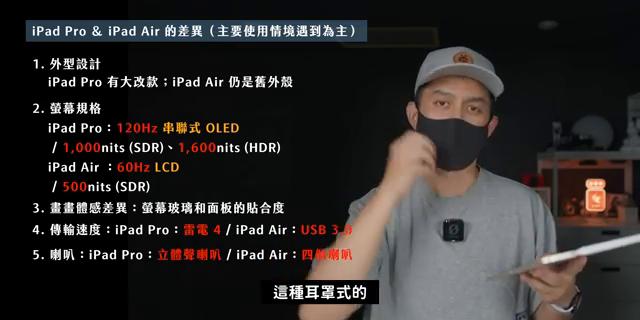 iPad Pro & iPad Air 的差異（主要使用情境遇到為主）
1. 外型設計
iPad Pro 有大改款；iPad Air 仍是舊外殼
2. 螢幕規格
iPad Pro：120Hz 串聯式 OLED
/ 1,000nits (SDR)、1,600nits (HDR)
iPad Air ：60Hz LCD
/ 500nits (SDR)
3. 畫畫體感差異：螢幕玻璃和面板的貼合度
4. 傳輸速度：iPad Pro：雷電 4 / iPad Air：USB
5. 喇叭：iPad Pro：立體聲喇叭 / iPad Air：
這種耳罩式的